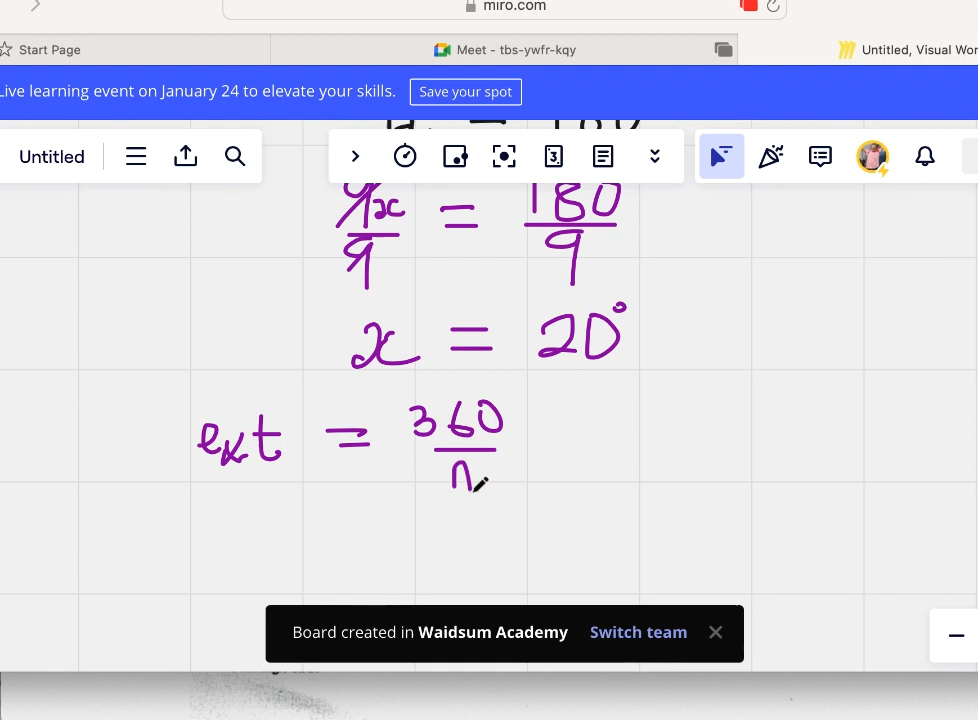 miro.com
Start Page
Meet - tbs-ywfr-kqy
Untitled, Visual Wor
Live learning event on January 24 to elevate your skills. Save your spot
Untitled
3
9x/9 = 180/9
x = 20°
ext = 360/n
Board created in Waidsum Academy Switch team